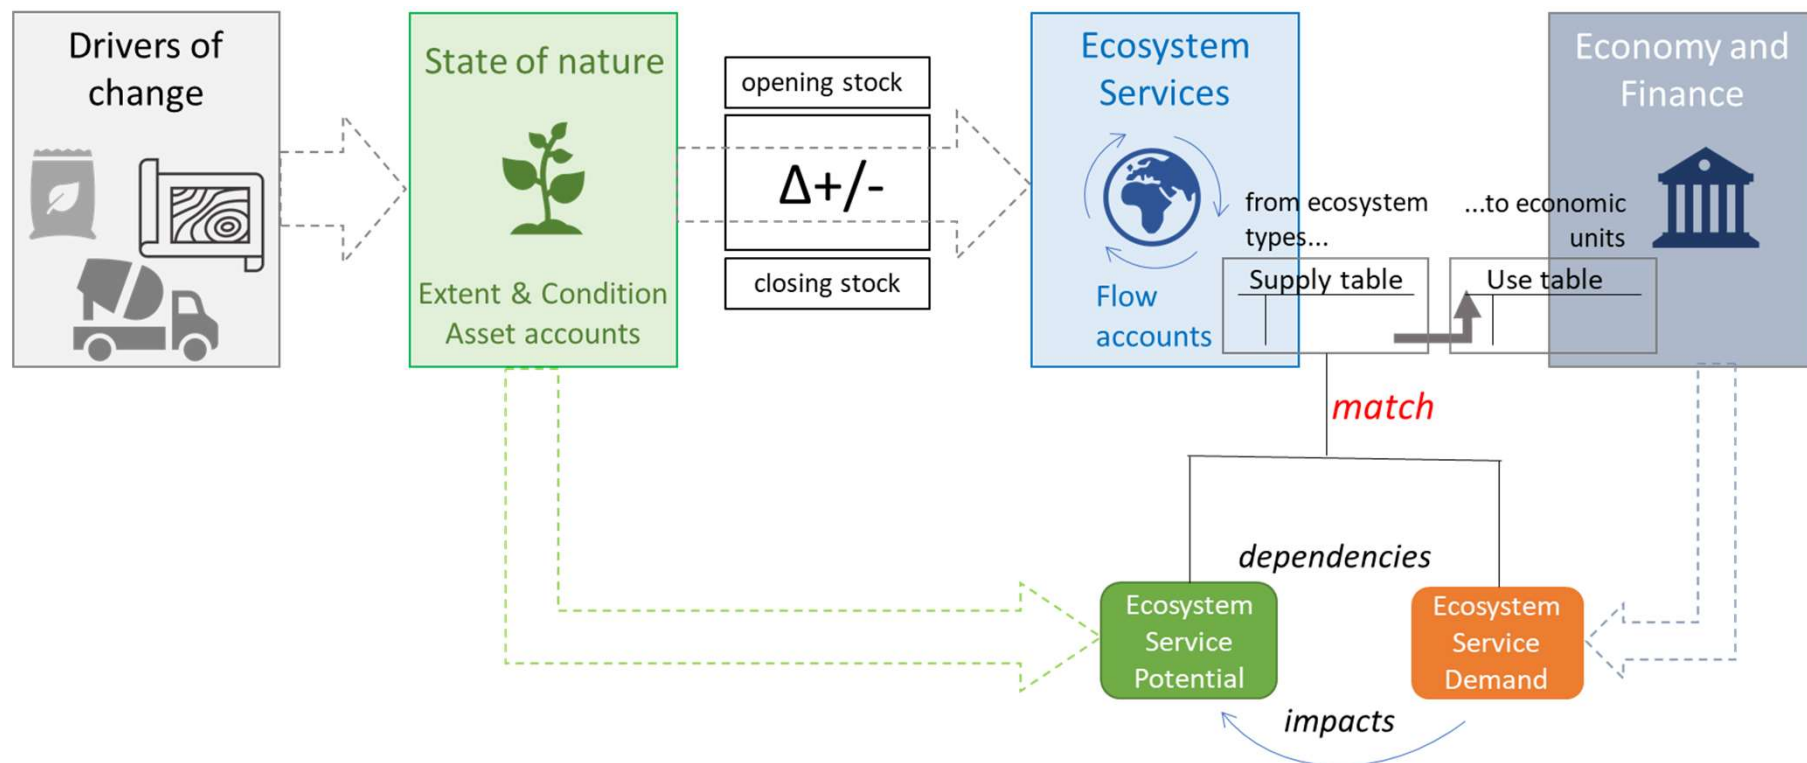 Drivers of
change
State of nature
Extent & Condition
Asset accounts
opening stock
Δ+/-
closing stock
Ecosystem
Services
Flow
accounts
from ecosystem
types...
Supply table
Economy and
Finance
...to economic
units
Use table
match
dependencies
Ecosystem
Service
Potential
Ecosystem
Service
Demand
impacts